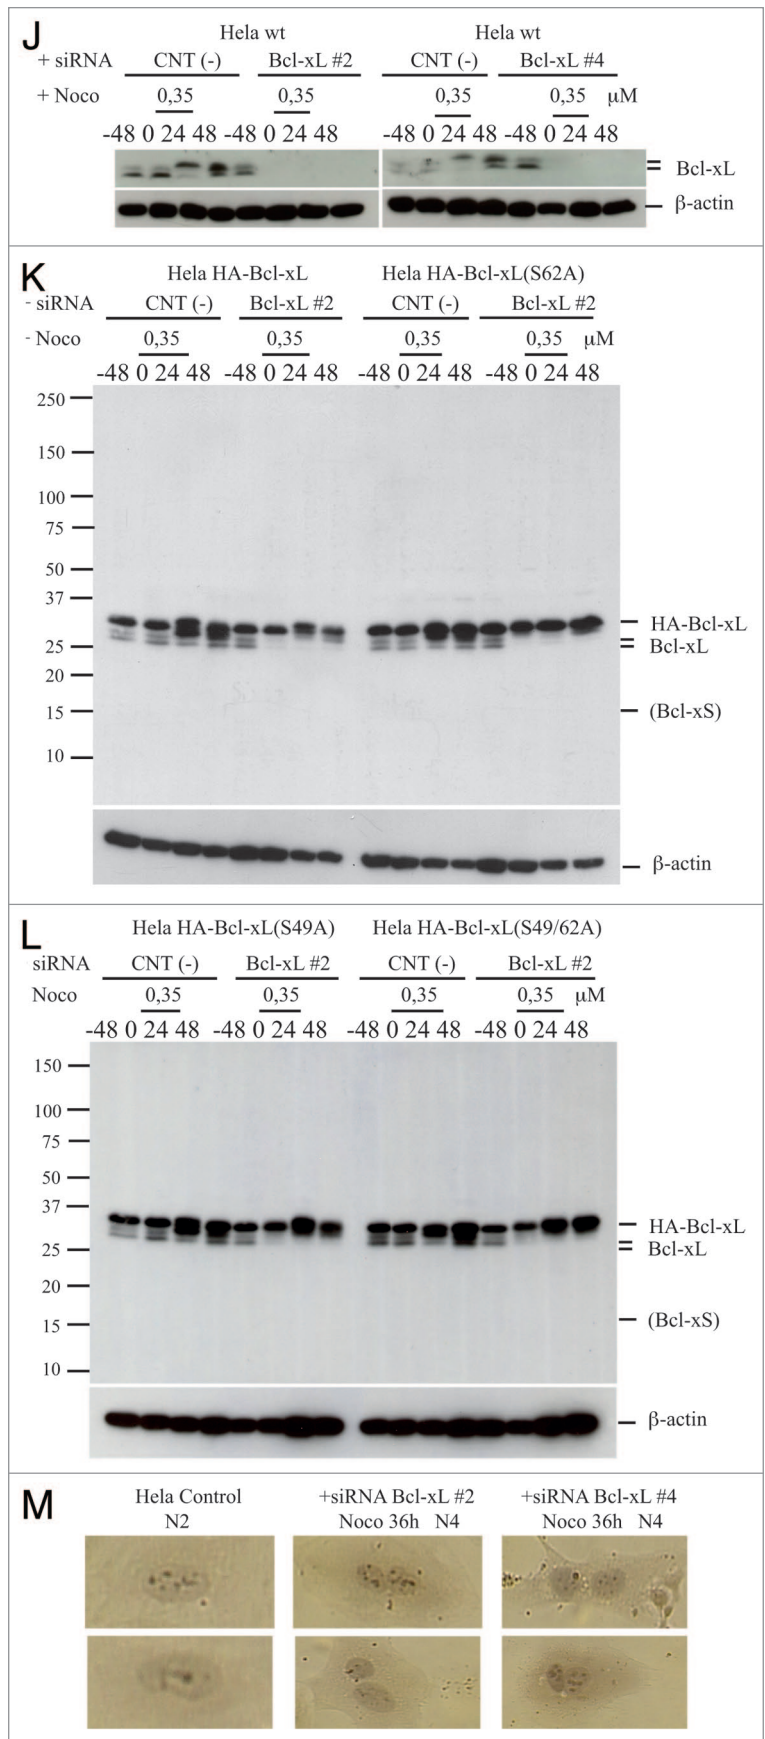 J
Hela wt Hela wt
+ siRNA CNT (-) Bcl-xL #2 CNT (-) Bcl-xL #4
+ Noco 0,35 0,35 0,35 0,35 μM
-48 0 24 48 -48 0 24 48 -48 0 24 48 -48 0 24 48
Bcl-xL
β-actin
K
Hela HA-Bcl-xL Hela HA-Bcl-xL(S62A)
- siRNA CNT (-) Bcl-xL #2 CNT (-) Bcl-xL #2
- Noco 0,35 0,35 0,35 0,35 μM
-48 0 24 48 -48 0 24 48 -48 0 24 48 -48 0 24 48
250
150
100
75
50
37
HA-Bcl-xL
25 Bcl-xL
20
15 (Bcl-xS)
10
β-actin
L
Hela HA-Bcl-xL(S49A) Hela HA-Bcl-xL(S49/62A)
siRNA CNT (-) Bcl-xL #2 CNT (-) Bcl-xL #2
Noco 0,35 0,35 0,35 0,35 μM
-48 0 24 48 -48 0 24 48 -48 0 24 48 -48 0 24 48
150
100
75
50
37
HA-Bcl-xL
25 Bcl-xL
20
15 (Bcl-xS)
10
β-actin
M
Hela Control +siRNA Bcl-xL #2 +siRNA Bcl-xL #4
N2 Noco 36h N4 Noco 36h N4